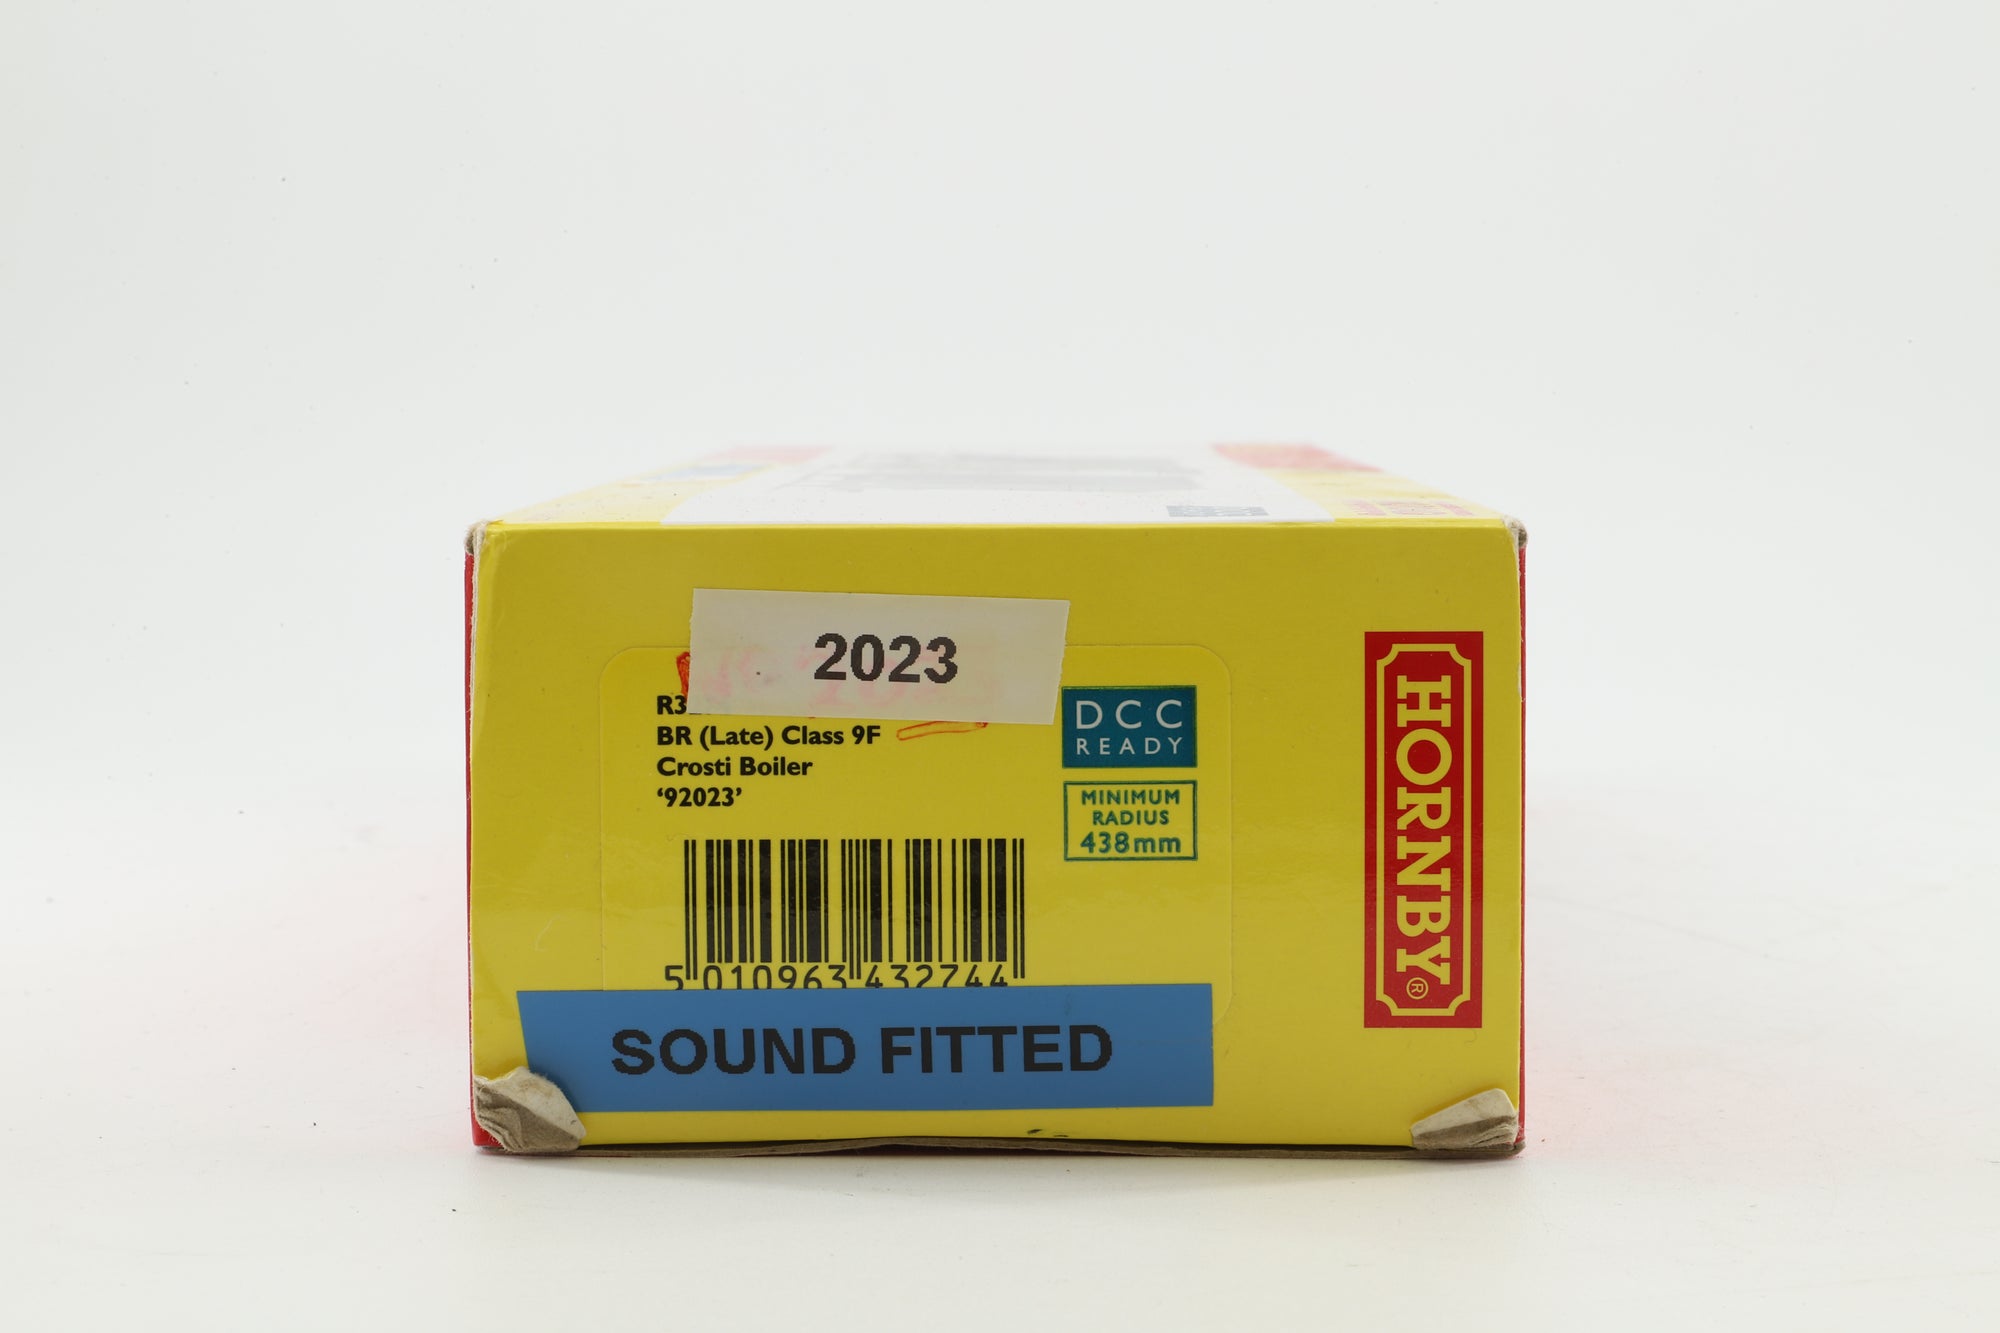 2023
BR (Late) Class 9F
Crosti Boiler
‘92023’
DCC
READY
MINIMUM
RADIUS
438mm
5 010963 432744
SOUND FITTED
HORNBY®